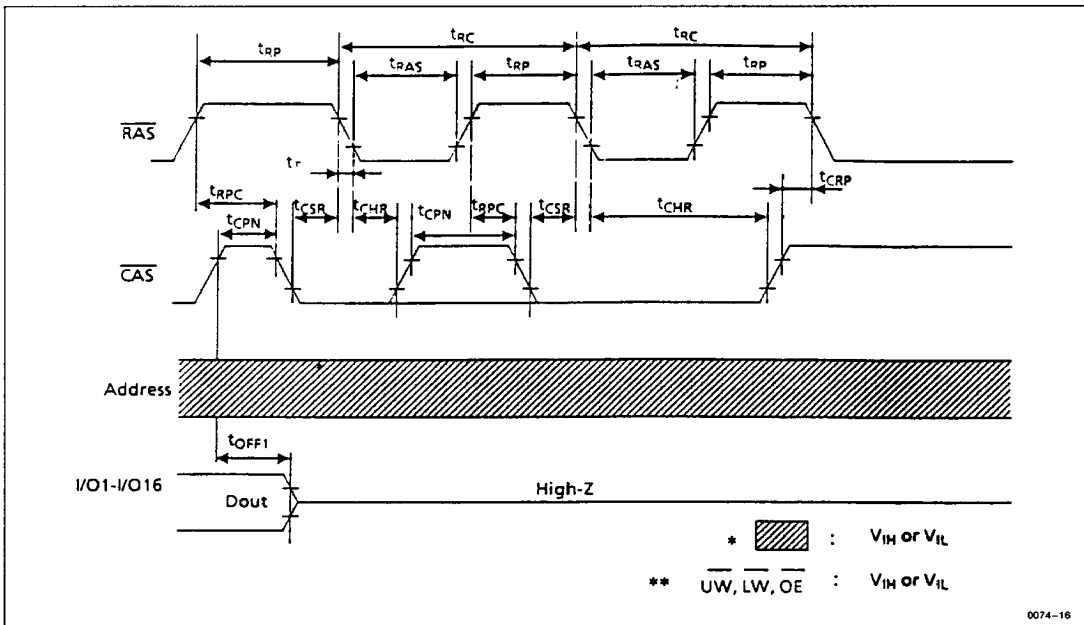 tRC tRC
tRP tRAS tRP tRAS tRP
RAS
tT
tCRP
tRPC tCSR tCHR tCPN tRPC tCSR tCHR
tCPN
CAS
*
Address
tOFF1
I/O1-I/O16
High-Z
Dout
* : VIH or VIL
** UW, LW, OE : VIH or VIL
0074-16